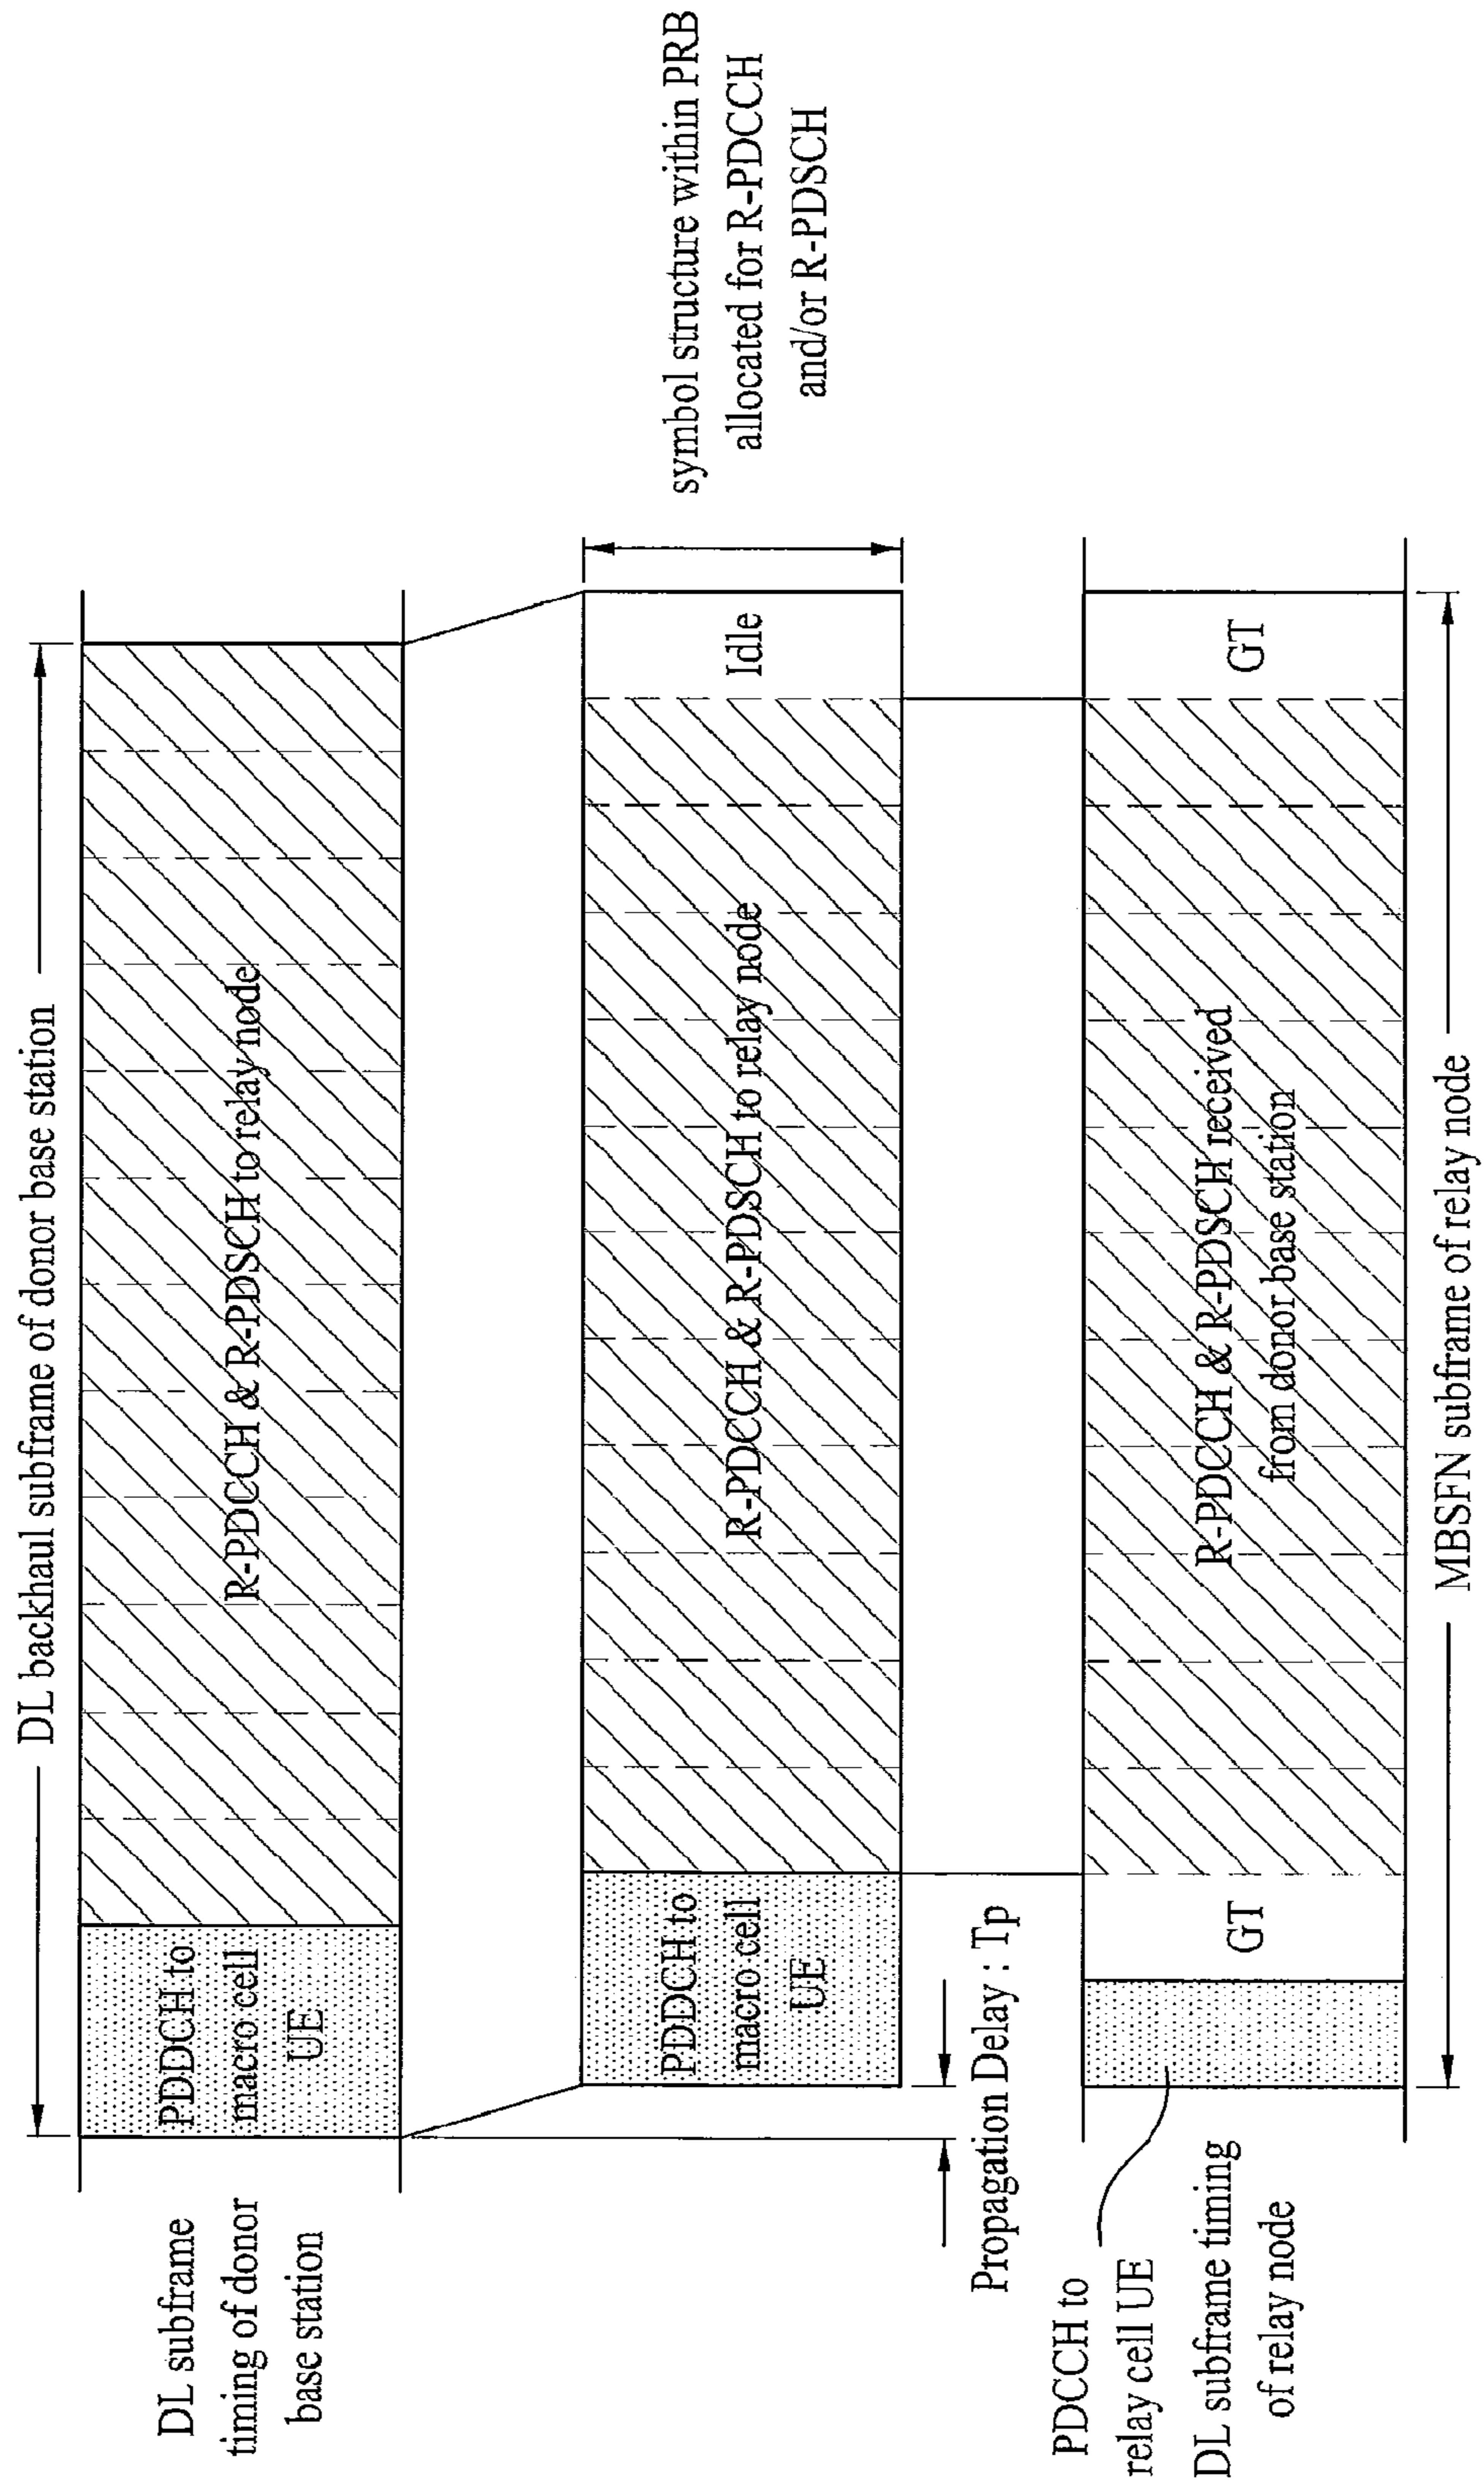 DL backhaul subframe of donor base station
DL subframe
timing of donor
base station
PDDCH to
macro cell
UE
R-PDCCH & R-PDSCH to relay node
PDDCH to
macro cell
UE
R-PDCCH & R-PDSCH to relay node
Idle
symbol structure within PRB
allocated for R-PDCCH
and/or R-PDSCH
Propagation Delay : Tp
PDCCH to
relay cell UE
DL subframe timing
of relay node
GT
R-PDCCH & R-PDSCH received
from donor base station
GT
MBSFN subframe of relay node